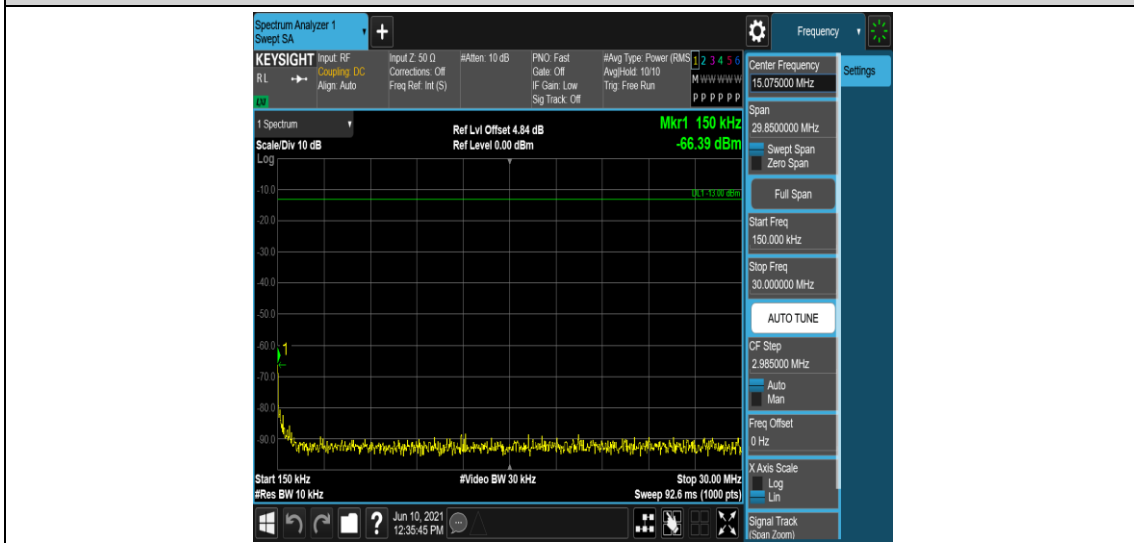 Spectrum Analyzer 1
Swept SA
+
Frequency
KEYSIGHT
RL
LXI
Input: RF
Coupling: DC
Align: Auto
Input Z: 50 Ω
Corrections: Off
Freq Ref: Int (S)
#Atten: 10 dB
PNO: Fast
Gate: Off
IF Gain: Low
Sig Track: Off
#Avg Type: Power (RMS
Avg|Hold: 10/10
Trig: Free Run
1 2 3 4 5 6
M W W W W W
P P P P P P
1 Spectrum
Scale/Div 10 dB
Log
Ref Lvl Offset 4.84 dB
Ref Level 0.00 dBm
Mkr1 150 kHz
-66.39 dBm
DL1 -13.00 dBm
-10.0
-20.0
-30.0
-40.0
-50.0
-60.0
1
-70.0
-80.0
-90.0
Start 150 kHz
#Res BW 10 kHz
#Video BW 30 kHz
Stop 30.00 MHz
Sweep 92.6 ms (1000 pts)
?
Jun 10, 2021
12:35:45 PM
Center Frequency
15.075000 MHz
Settings
Span
29.8500000 MHz
Swept Span
Zero Span
Full Span
Start Freq
150.000 kHz
Stop Freq
30.000000 MHz
AUTO TUNE
CF Step
2.985000 MHz
Auto
Man
Freq Offset
0 Hz
X Axis Scale
Log
Lin
Signal Track
(Span Zoom)